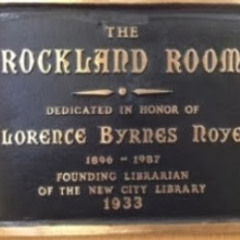 THE
ROCKLAND ROOM
DEDICATED IN HONOR OF
LORENCE BYRNES NOYE
1896 - 1987
FOUNDING LIBRARIAN
OF THE NEW CITY LIBRARY
1933